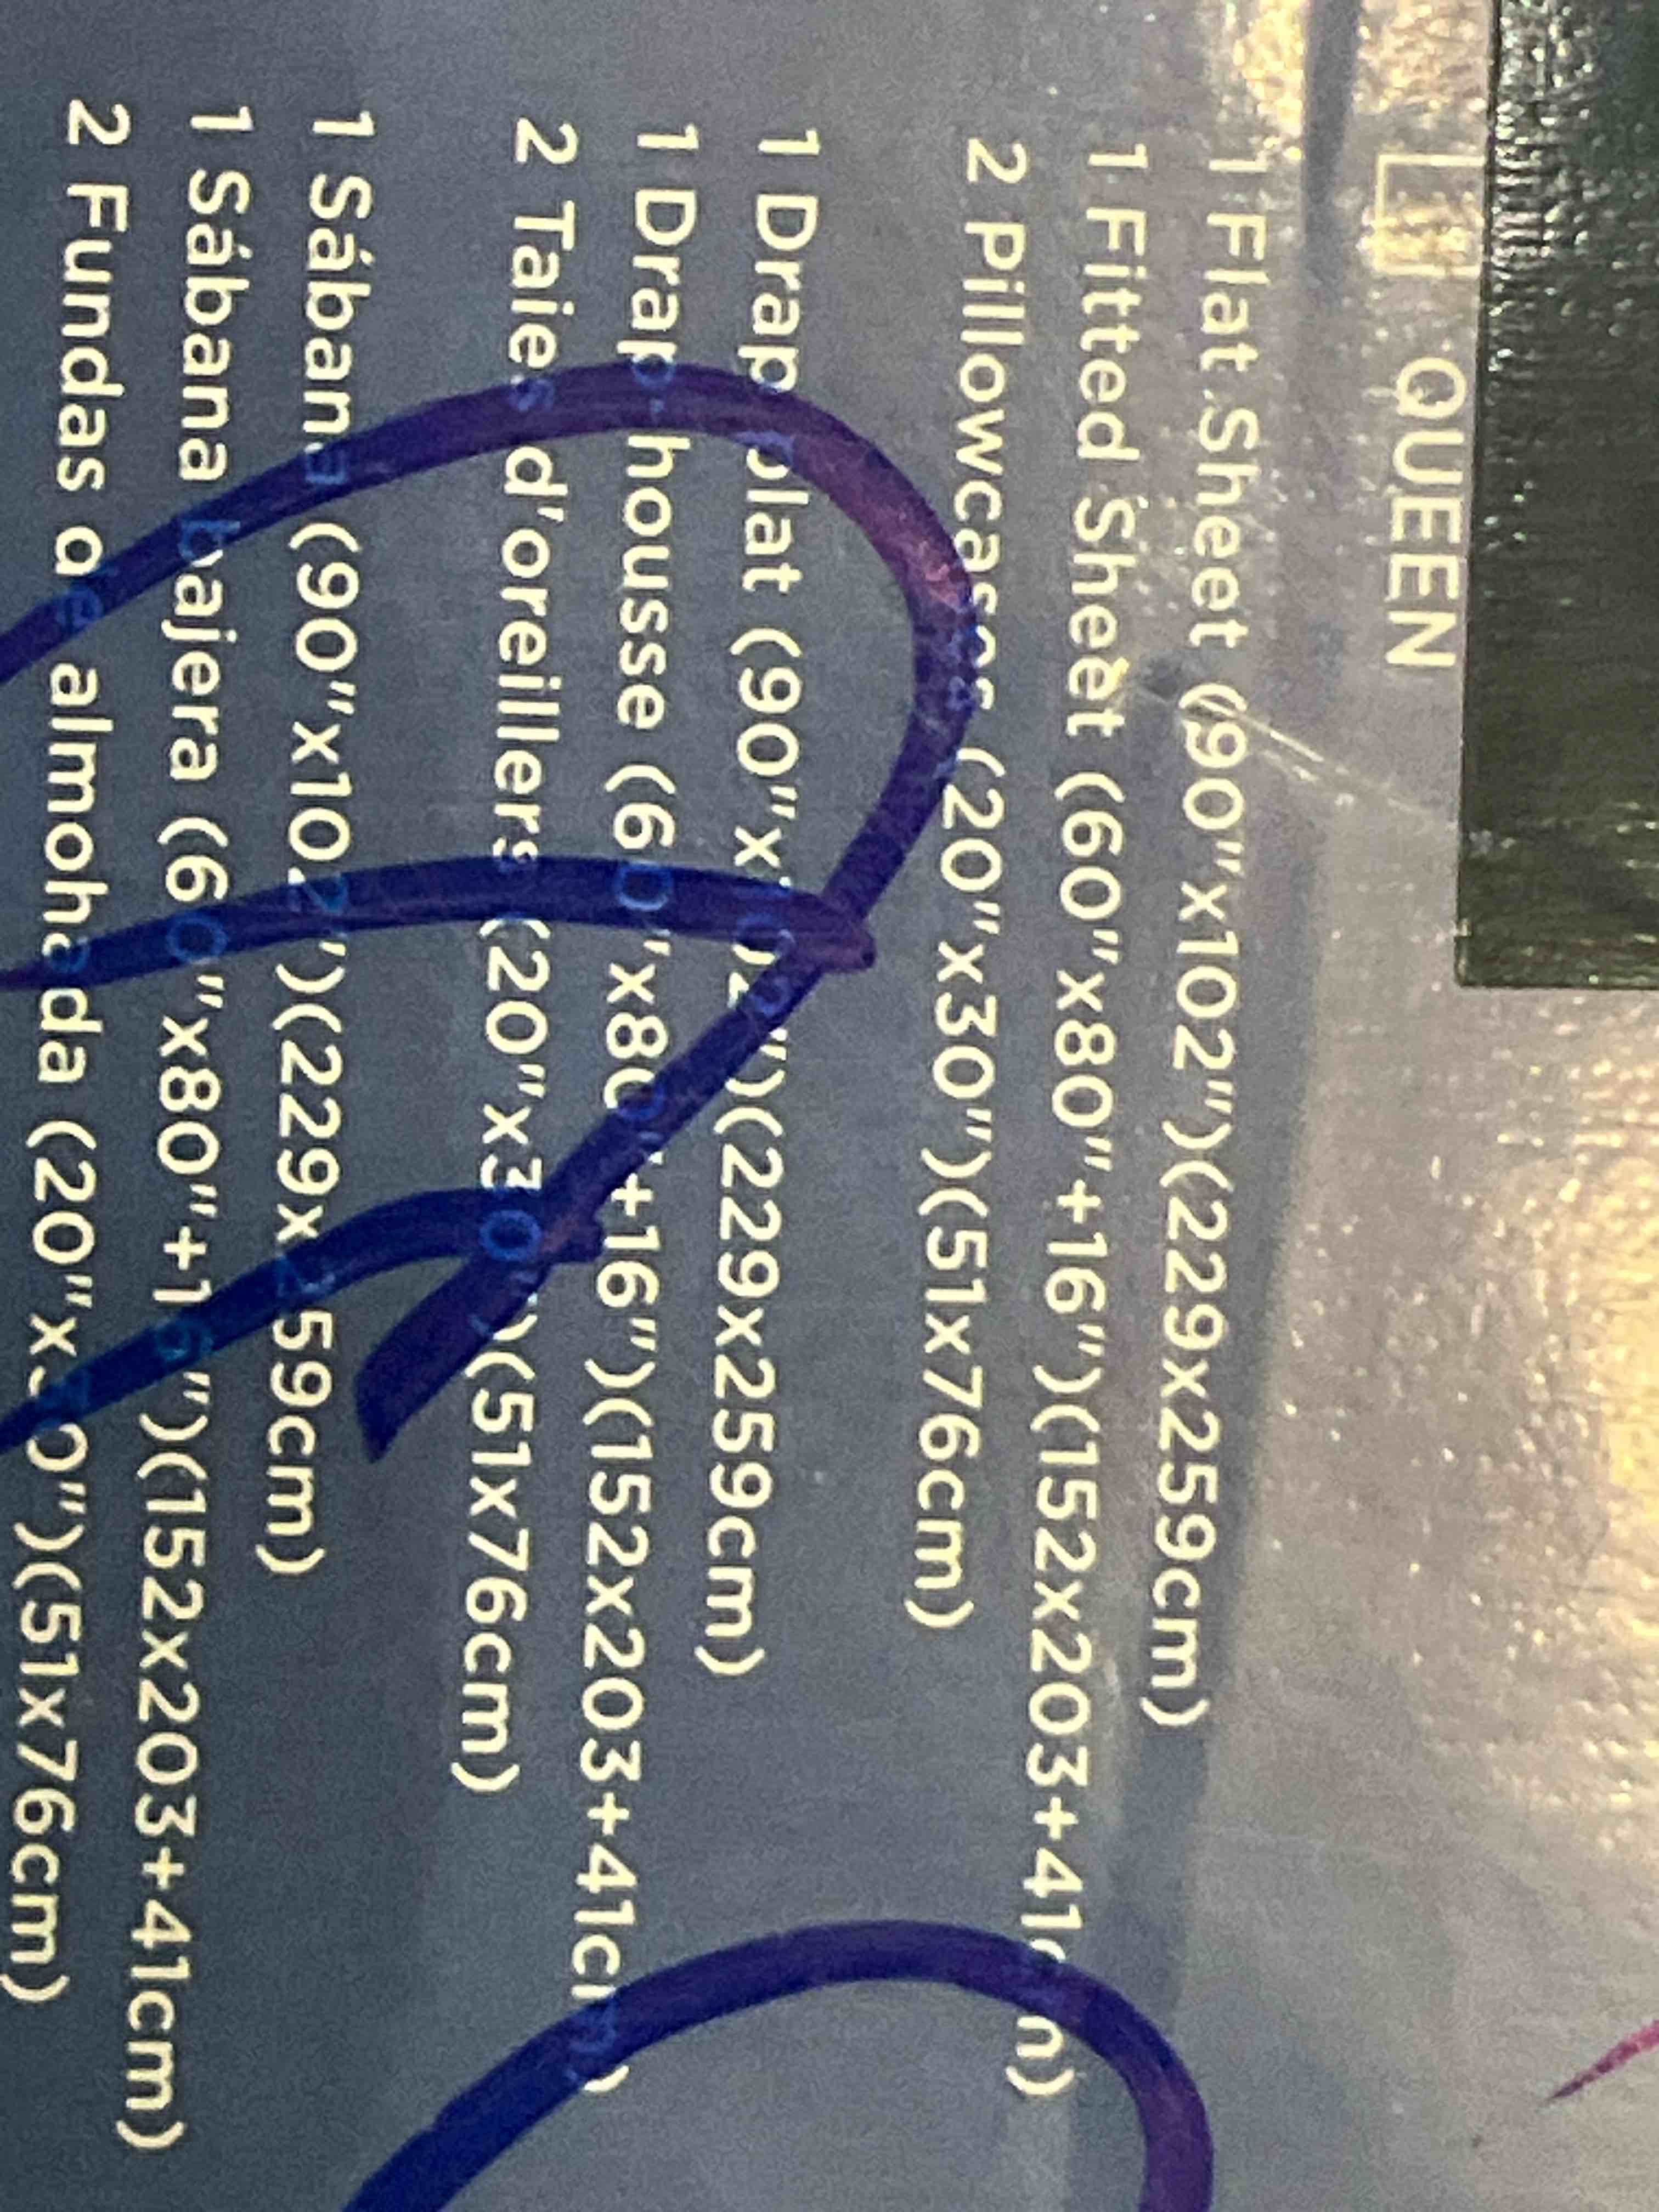 QUEEN
1 Flat Sheet (90"x102")(229x259cm)
1 Fitted Sheet (60"x80"+16")(152x203+41cm)
2 Pillowcases (20"x30")(51x76cm)
1 Drap plat (90"x102")(229x259cm)
1 Drap-housse (60"x80"+16")(152x203+41cm)
2 Taies d'oreillers (20"x30")(51x76cm)
1 Sábana (90"x102")(229x259cm)
1 Sábana bajera (60"x80"+16")(152x203+41cm)
2 Fundas de almohada (20"x30")(51x76cm)